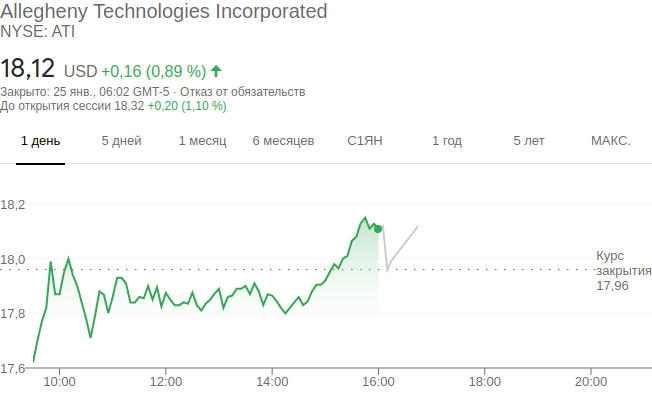 Allegheny Technologies Incorporated
NYSE: ATI
18,12 USD +0,16 (0,89 %)
Закрыто: 25 янв., 06:02 GMT-5 · Отказ от обязательств
До открытия сессии 18,32 +0,20 (1,10 %)
1 день 5 дней 1 месяц 6 месяцев С1ЯН 1 год 5 лет МАКС.
18,2
18,0
17,8
17,6
Курс
закрытия
17,96
10:00 12:00 14:00 16:00 18:00 20:00